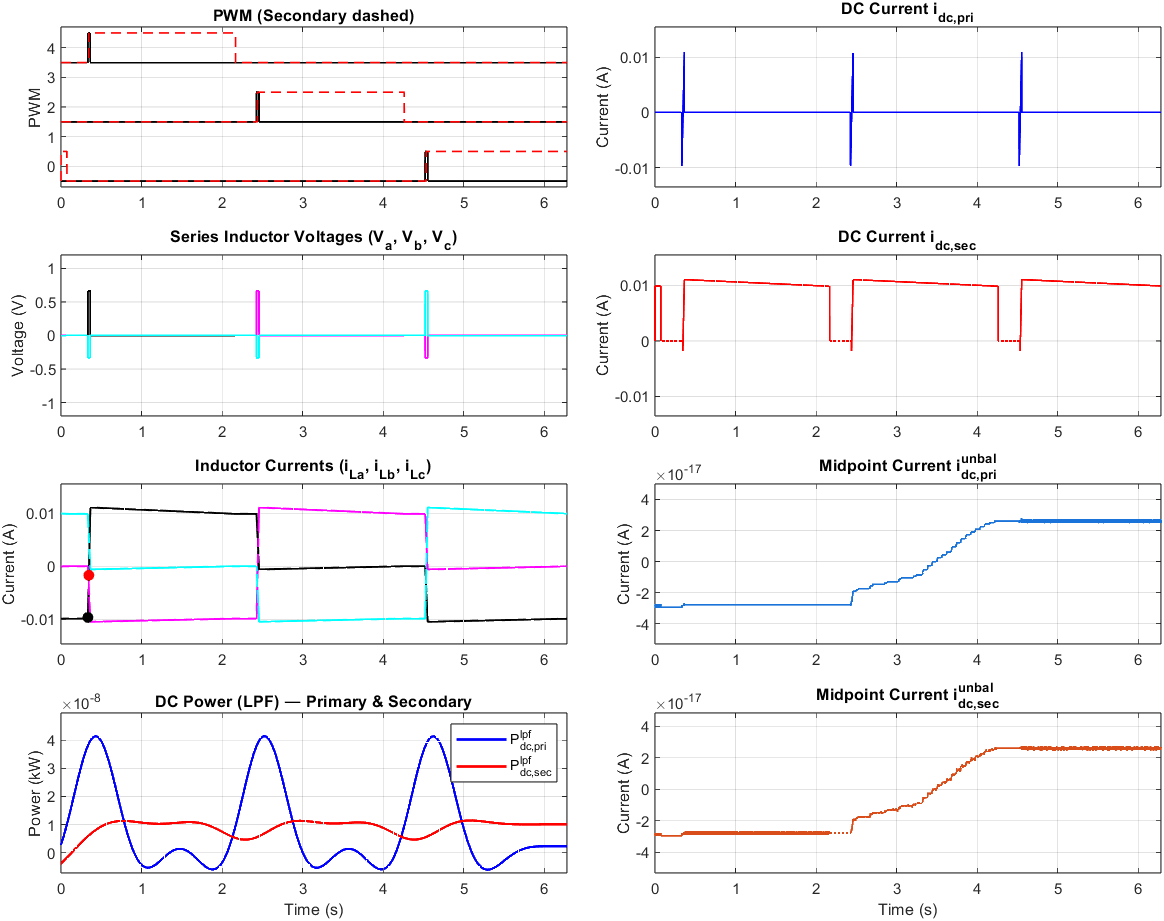 PWM (Secondary dashed)
PWM
4
3
2
1
0
0 1 2 3 4 5 6
DC Current i_dc,pri
Current (A)
0.01
0
-0.01
0 1 2 3 4 5 6
Series Inductor Voltages (V_a, V_b, V_c)
Voltage (V)
1
0.5
0
-0.5
-1
0 1 2 3 4 5 6
DC Current i_dc,sec
Current (A)
0.01
0
-0.01
0 1 2 3 4 5 6
Inductor Currents (i_La, i_Lb, i_Lc)
Current (A)
0.01
0
-0.01
0 1 2 3 4 5 6
Midpoint Current i^unbal_dc,pri
×10^-17
Current (A)
4
2
0
-2
-4
0 1 2 3 4 5 6
DC Power (LPF) — Primary & Secondary
×10^-8
Power (kW)
4
3
2
1
0
P^lpf_dc,pri
P^lpf_dc,sec
0 1 2 3 4 5 6
Time (s)
Midpoint Current i^unbal_dc,sec
×10^-17
Current (A)
4
2
0
-2
-4
0 1 2 3 4 5 6
Time (s)